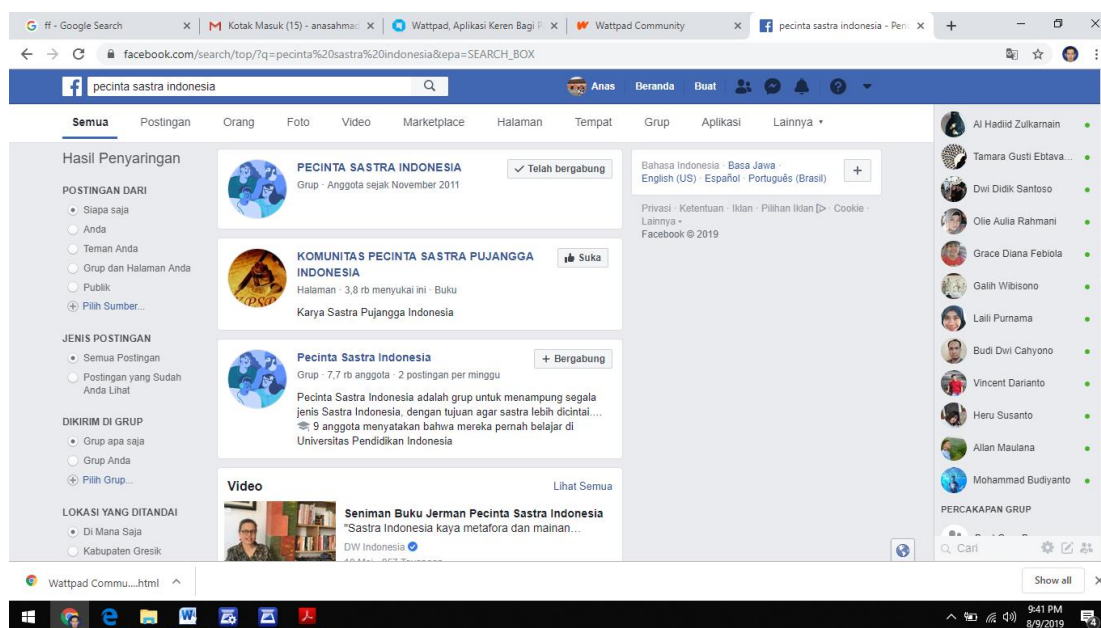 ff - Google Search
Kotak Masuk (15) - anasahmad
Wattpad, Aplikasi Keren Bagi P
Wattpad Community
pecinta sastra indonesia - Pen
facebook.com/search/top/?q=pecinta%20sastra%20indonesia&epa=SEARCH_BOX
pecinta sastra indonesia
Anas
Beranda
Buat
Semua
Postingan
Orang
Foto
Video
Marketplace
Halaman
Tempat
Grup
Aplikasi
Lainnya
Hasil Penyaringan
POSTINGAN DARI
Siapa saja
Anda
Teman Anda
Grup dan Halaman Anda
Publik
Pilih Sumber...
JENIS POSTINGAN
Semua Postingan
Postingan yang Sudah
Anda Lihat
DIKIRIM DI GRUP
Grup apa saja
Grup Anda
Pilih Grup...
LOKASI YANG DITANDAI
Di Mana Saja
Kabupaten Gresik
PECINTA SASTRA INDONESIA
Grup · Anggota sejak November 2011
Telah bergabung
KOMUNITAS PECINTA SASTRA PUJANGGA
INDONESIA
Halaman · 3,8 rb menyukai ini · Buku
Karya Sastra Pujangga Indonesia
Suka
Pecinta Sastra Indonesia
Grup · 7,7 rb anggota · 2 postingan per minggu
+ Bergabung
Pecinta Sastra Indonesia adalah grup untuk menampung segala
jenis Sastra Indonesia, dengan tujuan agar sastra lebih dicintai....
9 anggota menyatakan bahwa mereka pernah belajar di
Universitas Pendidikan Indonesia
Video
Lihat Semua
Seniman Buku Jerman Pecinta Sastra Indonesia
"Sastra Indonesia kaya metafora dan mainan...
DW Indonesia
Bahasa Indonesia · Basa Jawa ·
English (US) · Español · Português (Brasil)
Privasi · Ketentuan · Iklan · Pilihan Iklan · Cookie ·
Lainnya
Facebook © 2019
Al Hadiid Zulkarnain
Tamara Gusti Ebtava...
Dwi Didik Santoso
Olie Aulia Rahmani
Grace Diana Febiola
Galih Wibisono
Laili Purnama
Budi Dwi Cahyono
Vincent Darianto
Heru Susanto
Allan Maulana
Mohammad Budiyanto
PERCAKAPAN GRUP
Cari
Wattpad Commu....html
Show all
9:41 PM
8/9/2019
4